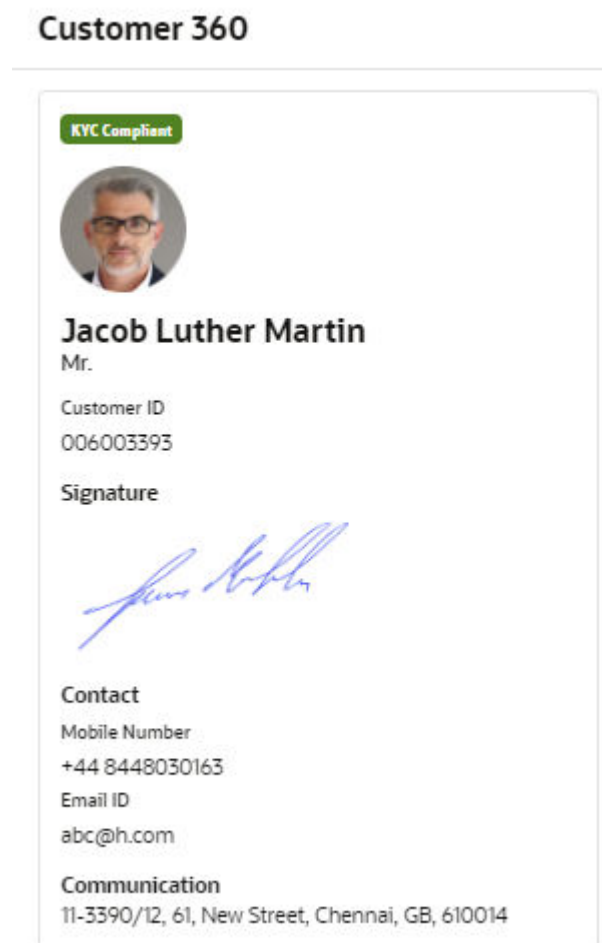 Customer 360
KYC Complient
Jacob Luther Martin
Mr.
Customer ID
006003393
Signature
Contact
Mobile Number
+44 8448030163
Email ID
abc@h.com
Communication
11-3390/12, 61, New Street, Chennai, GB, 610014